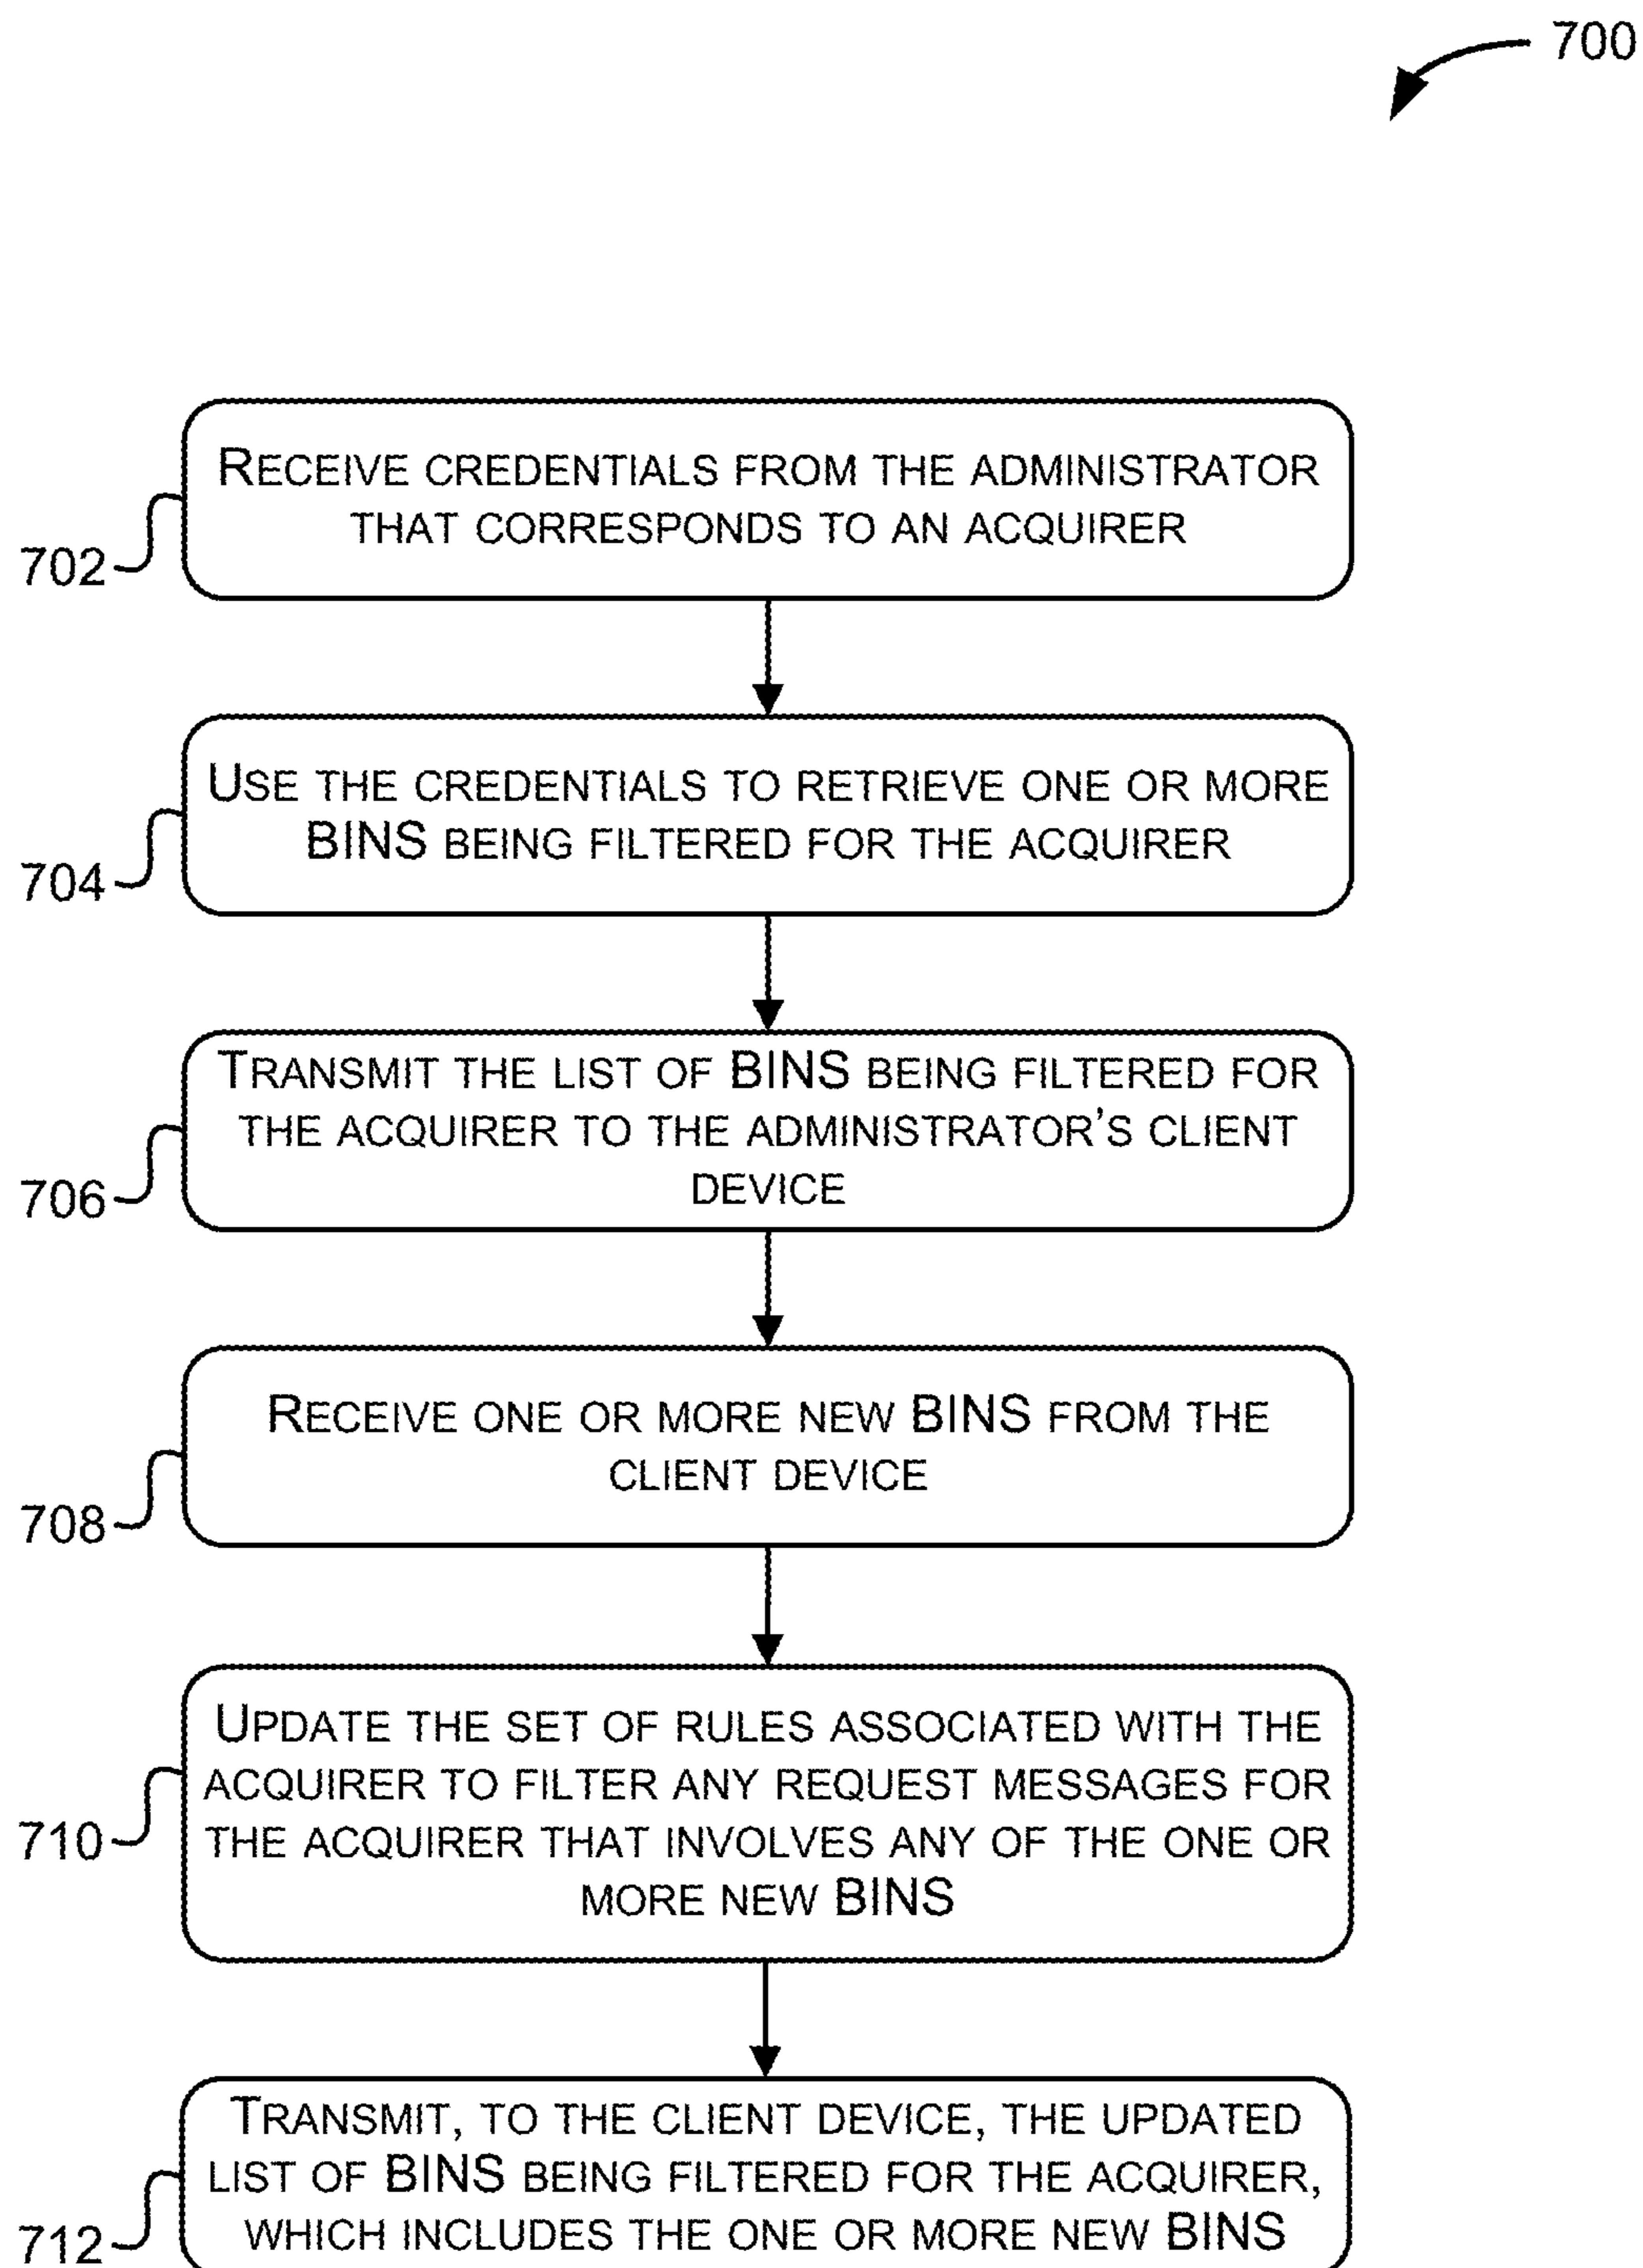 700
RECEIVE CREDENTIALS FROM THE ADMINISTRATOR
THAT CORRESPONDS TO AN ACQUIRER
702
USE THE CREDENTIALS TO RETRIEVE ONE OR MORE
BINS BEING FILTERED FOR THE ACQUIRER
704
TRANSMIT THE LIST OF BINS BEING FILTERED FOR
THE ACQUIRER TO THE ADMINISTRATOR'S CLIENT
DEVICE
706
RECEIVE ONE OR MORE NEW BINS FROM THE
CLIENT DEVICE
708
UPDATE THE SET OF RULES ASSOCIATED WITH THE
ACQUIRER TO FILTER ANY REQUEST MESSAGES FOR
THE ACQUIRER THAT INVOLVES ANY OF THE ONE OR
MORE NEW BINS
710
TRANSMIT, TO THE CLIENT DEVICE, THE UPDATED
LIST OF BINS BEING FILTERED FOR THE ACQUIRER,
WHICH INCLUDES THE ONE OR MORE NEW BINS
712